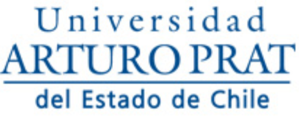 Universidad
ARTURO PRAT
del Estado de Chile